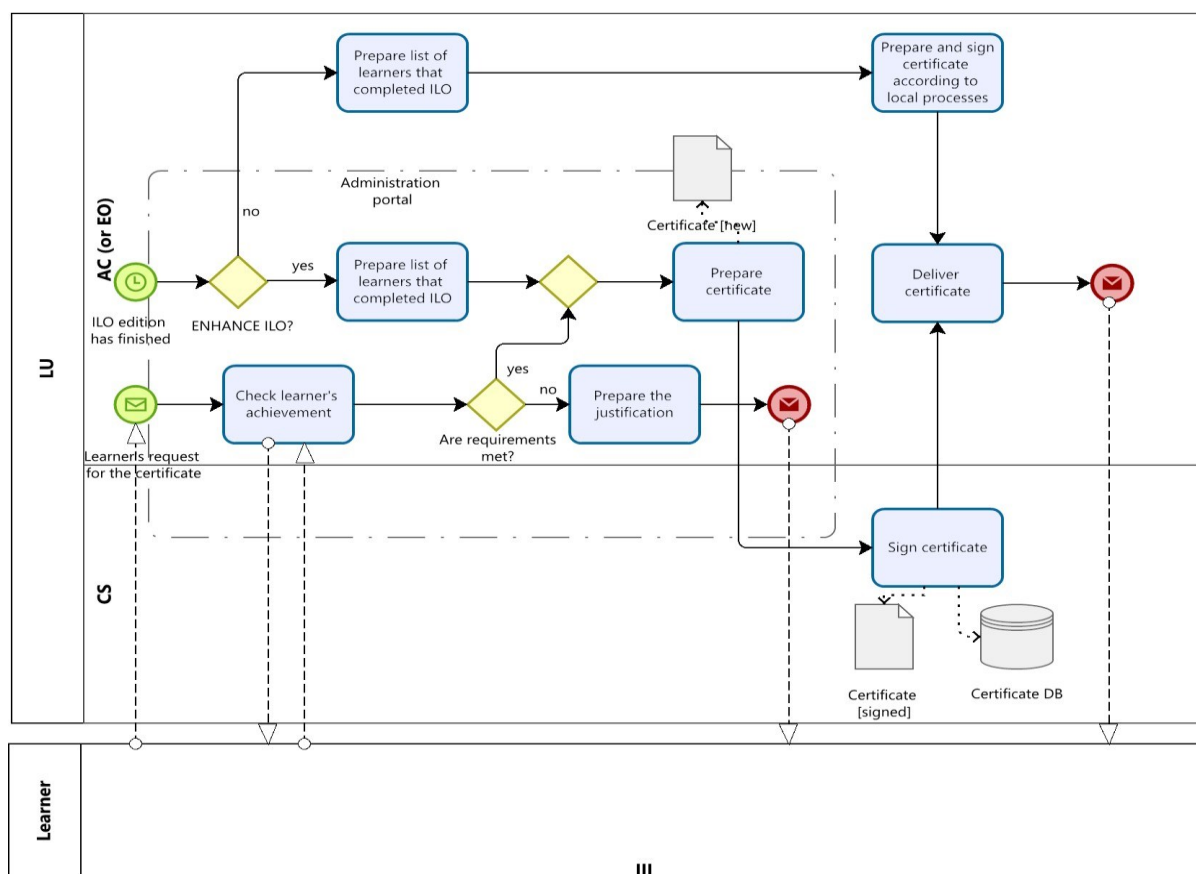 Prepare list of
learners that
completed ILO
Prepare and sign
certificate
according to
local processes
Administration
portal
no
Certificate [new]
AC (or EO)
yes
Prepare list of
learners that
completed ILO
Prepare
certificate
Deliver
certificate
ILO edition
has finished
ENHANCE ILO?
LU
yes
Check learner's
achievement
no
Prepare the
justification
Are requirements
met?
Learner's request
for the certificate
CS
Sign certificate
Certificate
[signed]
Certificate DB
Learner